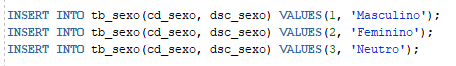 INSERT INTO tb_sexo(cd_sexo, dsc_sexo) VALUES(1, 'Masculino');
INSERT INTO tb_sexo(cd_sexo, dsc_sexo) VALUES(2, 'Feminino');
INSERT INTO tb_sexo(cd_sexo, dsc_sexo) VALUES(3, 'Neutro');